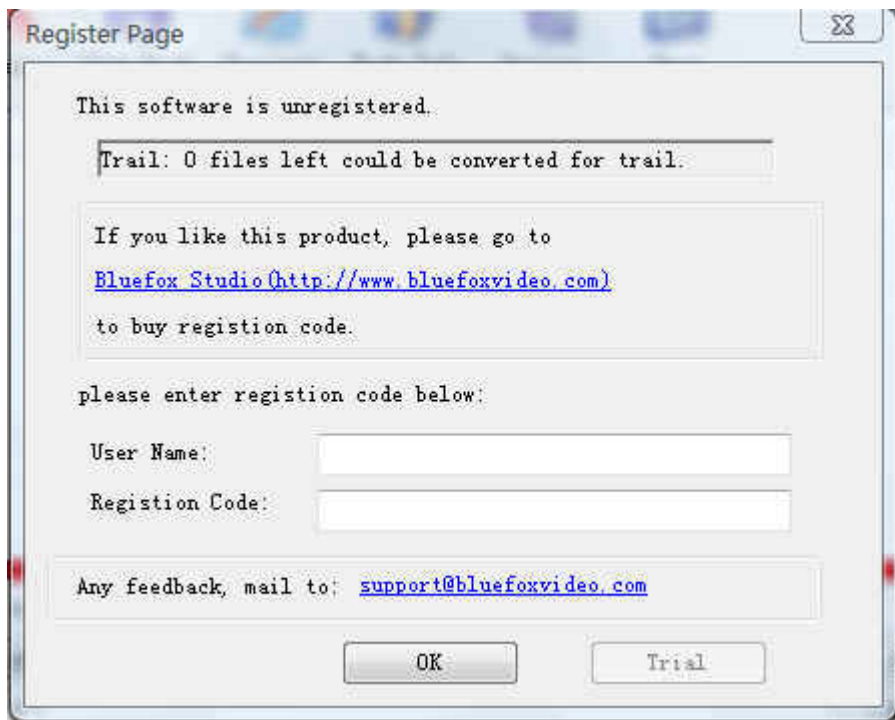 Register Page
This software is unregistered.
Trail: 0 files left could be converted for trail.
If you like this product, please go to
Bluefox Studio(http://www.bluefoxvideo.com)
to buy registion code.
please enter registion code below:
User Name:
Registion Code:
Any feedback, mail to: support@bluefoxvideo.com
OK Trial